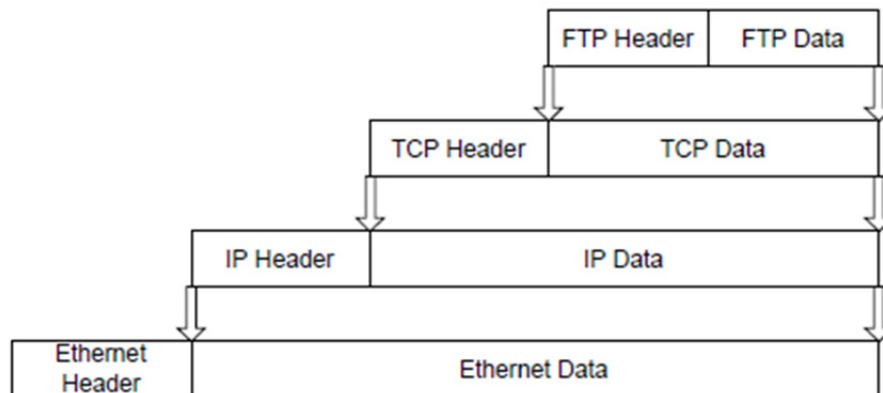 FTP Header FTP Data
TCP Header TCP Data
IP Header IP Data
Ethernet
Header
Ethernet Data